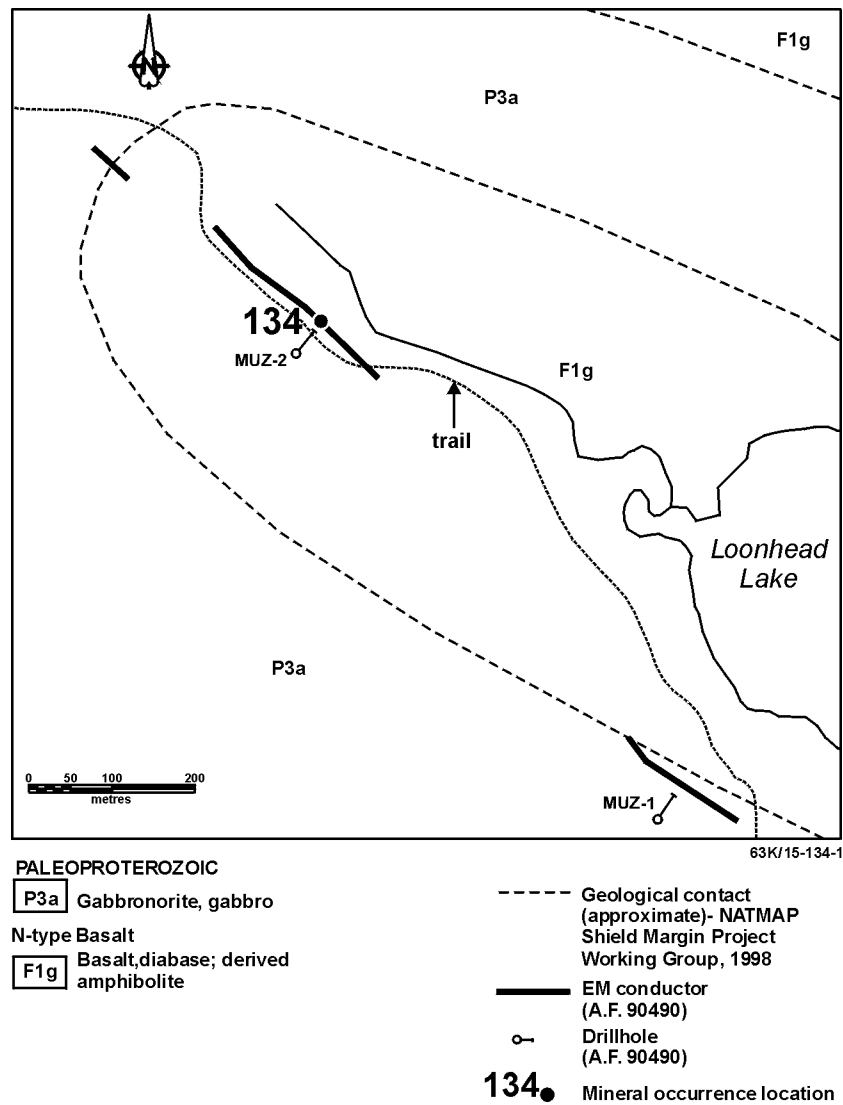 N
F1g
P3a
134
MUZ-2
F1g
trail
Loonhead
Lake
P3a
0 50 100 200
metres
MUZ-1
63K/15-134-1
PALEOPROTEROZOIC
P3a Gabbronorite, gabbro
N-type Basalt
F1g Basalt,diabase; derived
amphibolite
Geological contact
(approximate)- NATMAP
Shield Margin Project
Working Group, 1998
EM conductor
(A.F. 90490)
Drillhole
(A.F. 90490)
134 Mineral occurrence location